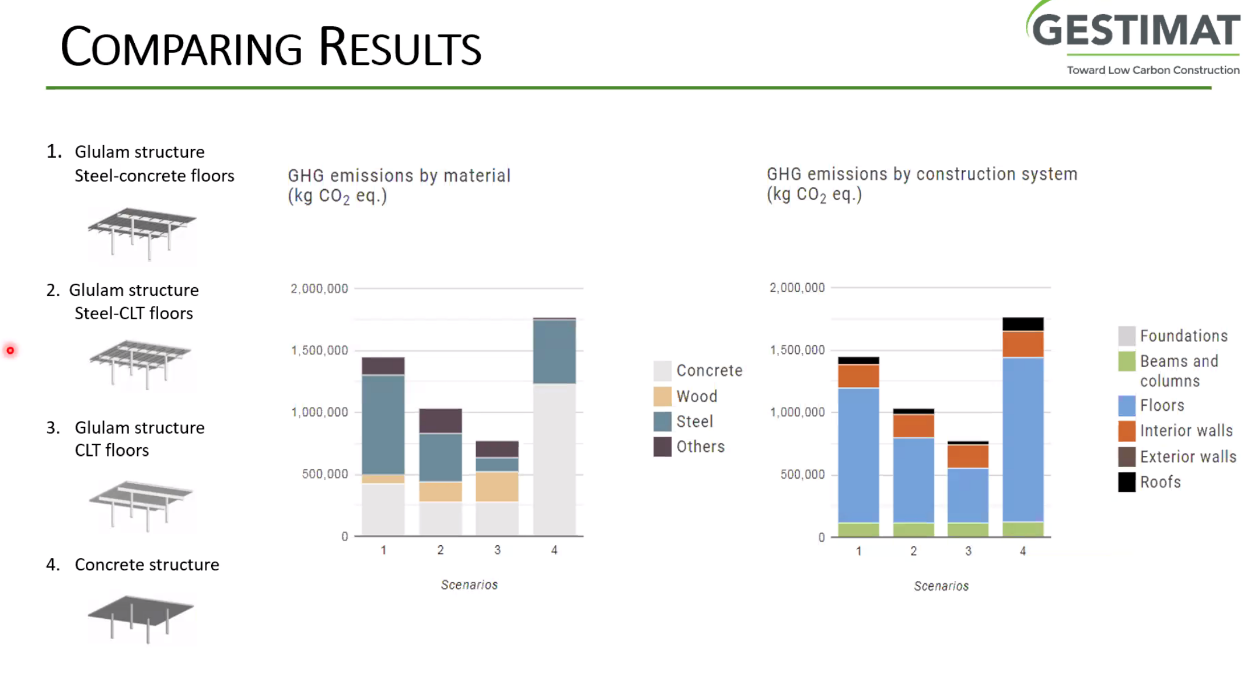 COMPARING RESULTS
GESTIMAT
Toward Low Carbon Construction
1. Glulam structure
Steel-concrete floors
2. Glulam structure
Steel-CLT floors
3. Glulam structure
CLT floors
4. Concrete structure
GHG emissions by material
(kg CO₂ eq.)
2,000,000
1,500,000
1,000,000
500,000
0
1 2 3 4
Scenarios
Concrete
Wood
Steel
Others
GHG emissions by construction system
(kg CO₂ eq.)
2,000,000
1,500,000
1,000,000
500,000
0
1 2 3 4
Scenarios
Foundations
Beams and
columns
Floors
Interior walls
Exterior walls
Roofs